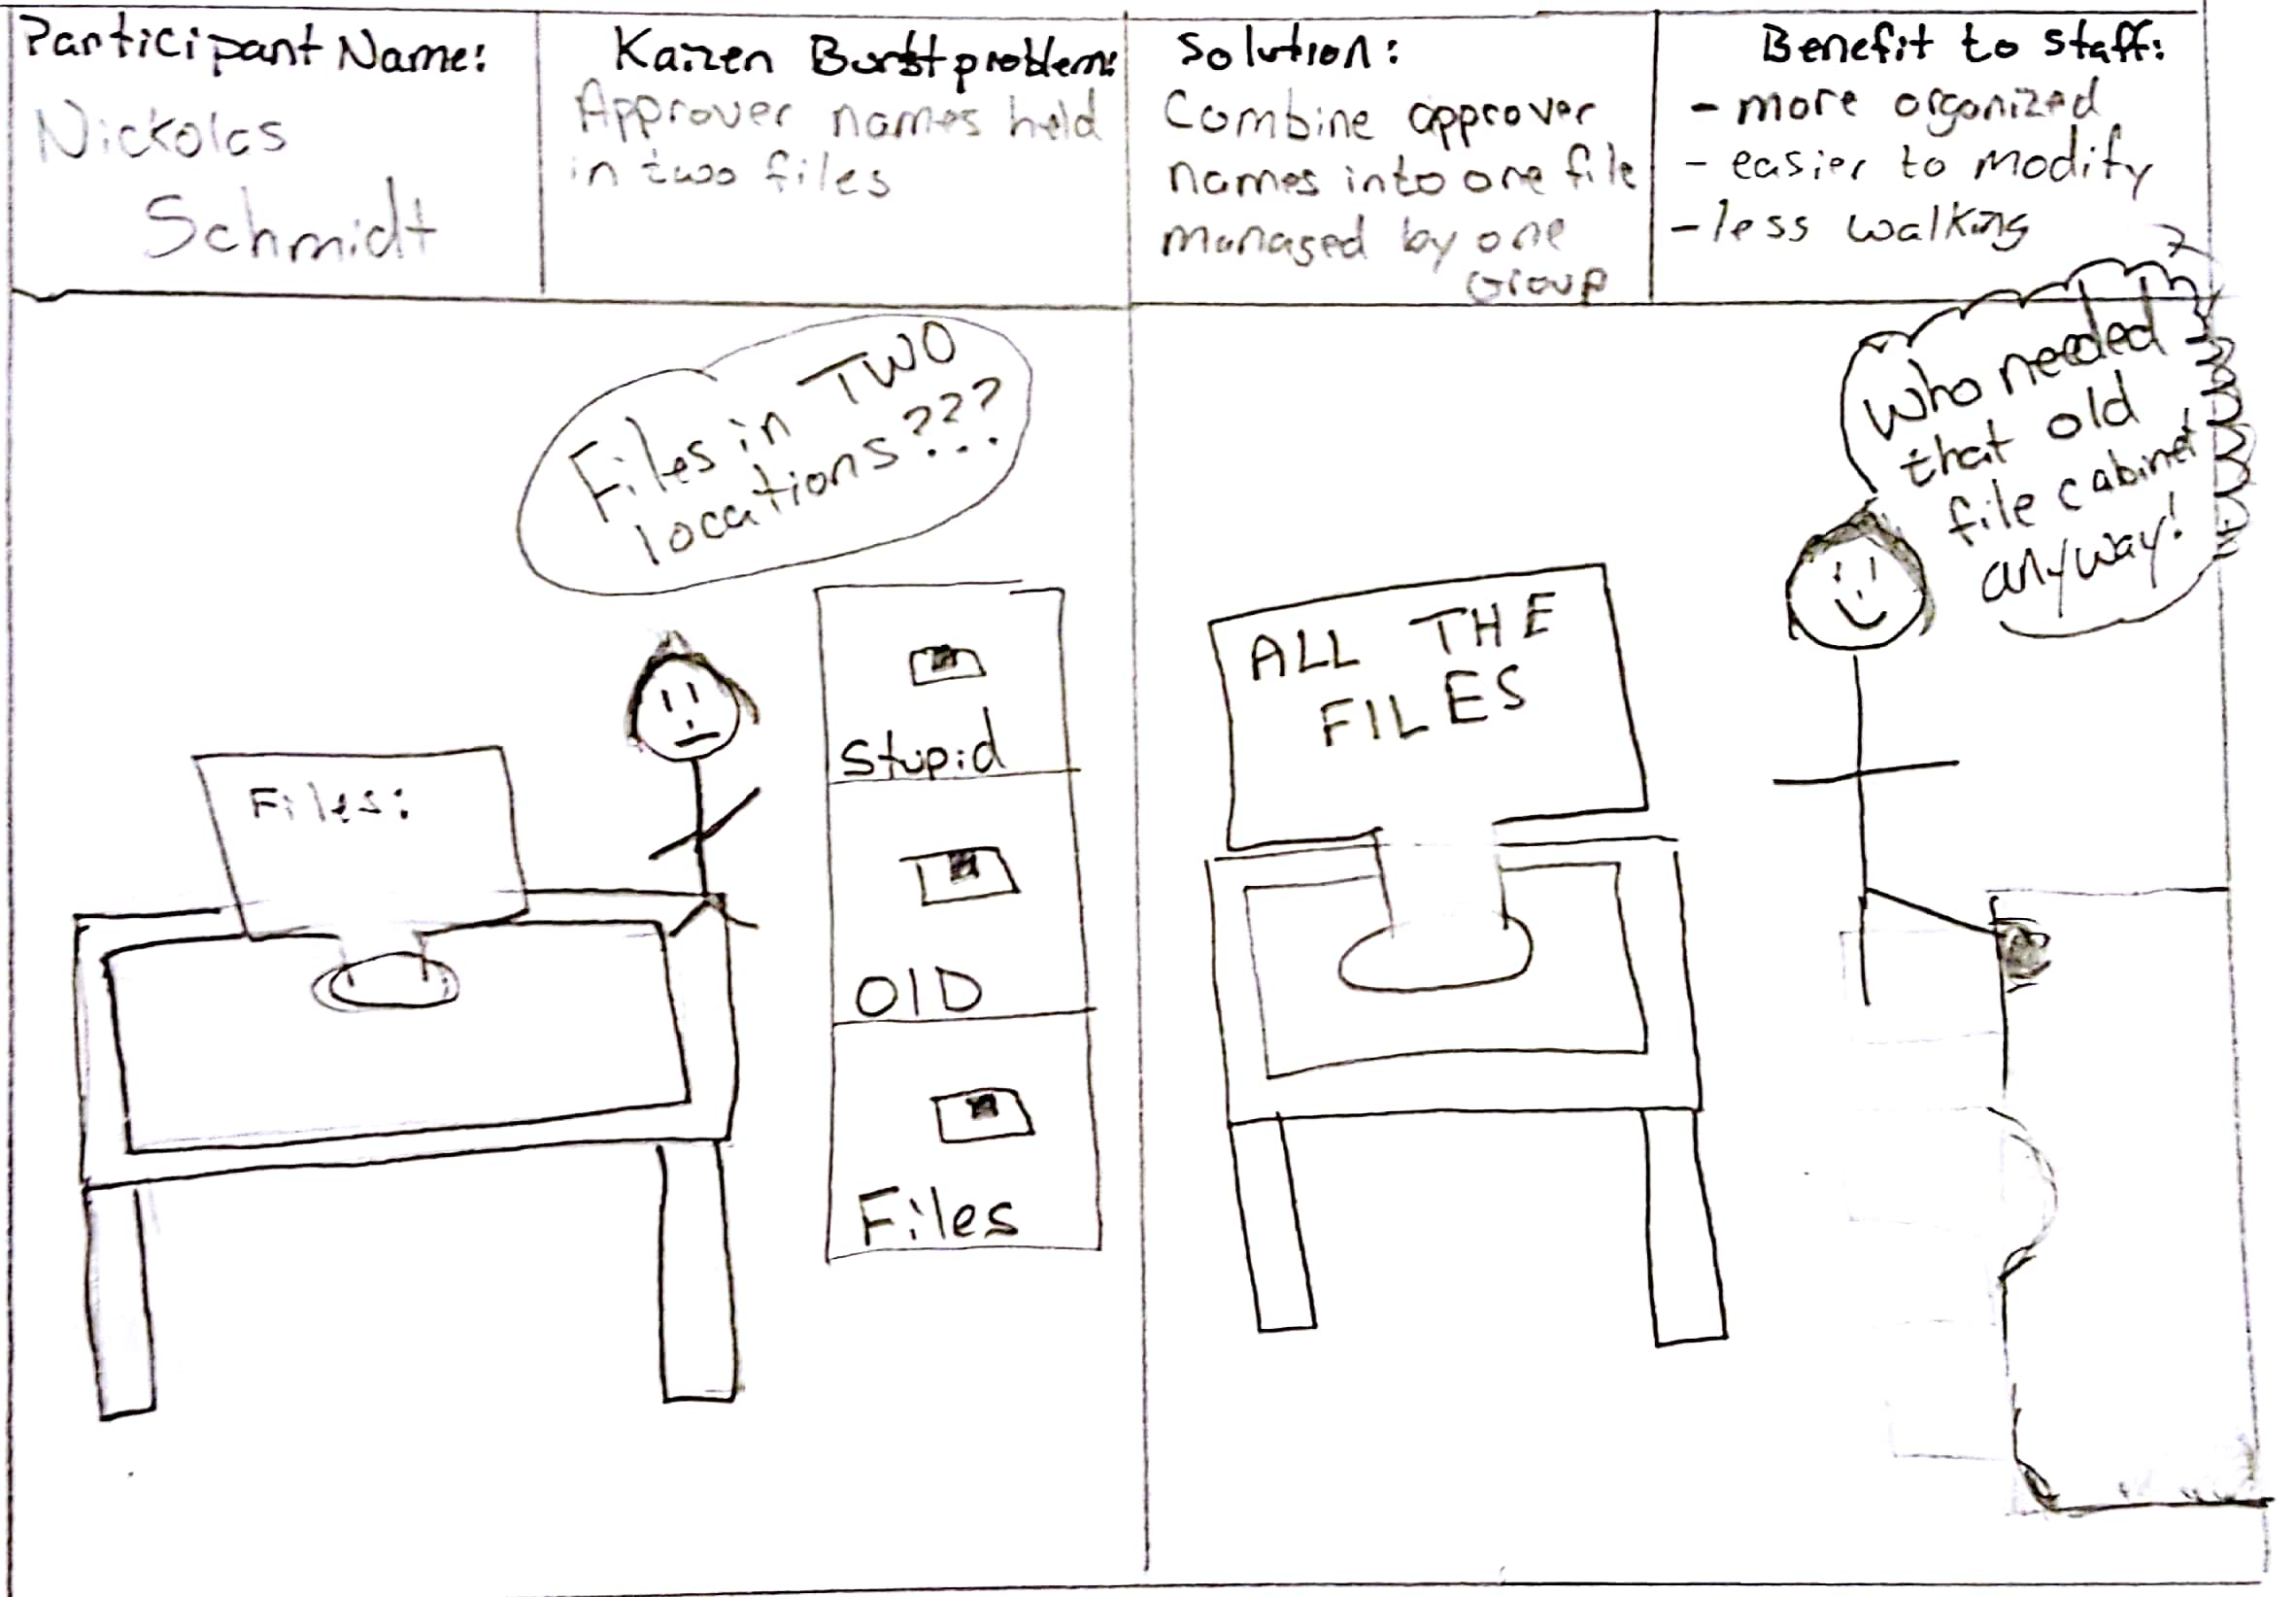 Participant Name:
Nickolas
Schmidt
Kaizen Burst problem:
Approver names held
in two files
Solution:
Combine approver
names into one file
managed by one
Group
Benefit to staff:
- more organized
- easier to modify
- less walking
Files in TWO
locations???
Files:
Stupid
OlD
Files
ALL THE
FILES
Who needed
that old
file cabinet
anyway!